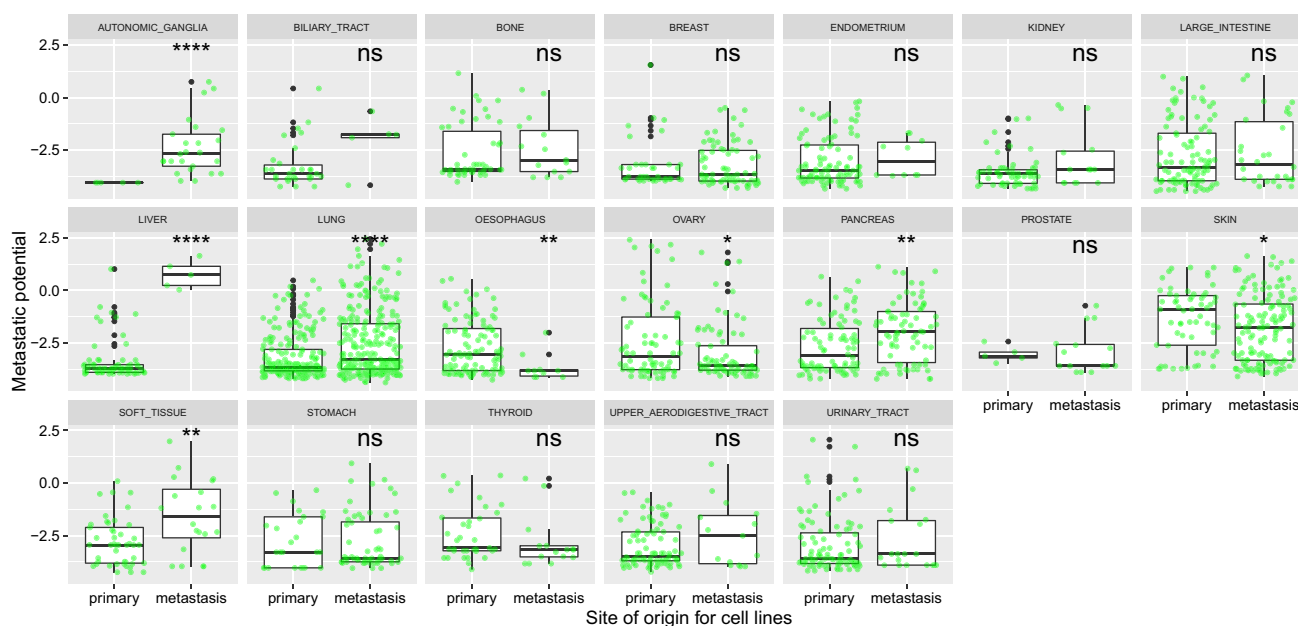 AUTONOMIC_GANGLIA BILIARY_TRACT BONE BREAST ENDOMETRIUM KIDNEY LARGE_INTESTINE
**** ns ns ns ns ns ns
2.5
0.0
−2.5
LIVER LUNG OESOPHAGUS OVARY PANCREAS PROSTATE SKIN
**** **** ** * ** ns *
2.5
0.0
−2.5
primary metastasis primary metastasis
SOFT_TISSUE STOMACH THYROID UPPER_AERODIGESTIVE_TRACT URINARY_TRACT
** ns ns ns ns
2.5
0.0
−2.5
primary metastasis primary metastasis primary metastasis primary metastasis primary metastasis
Metastatic potential
Site of origin for cell lines